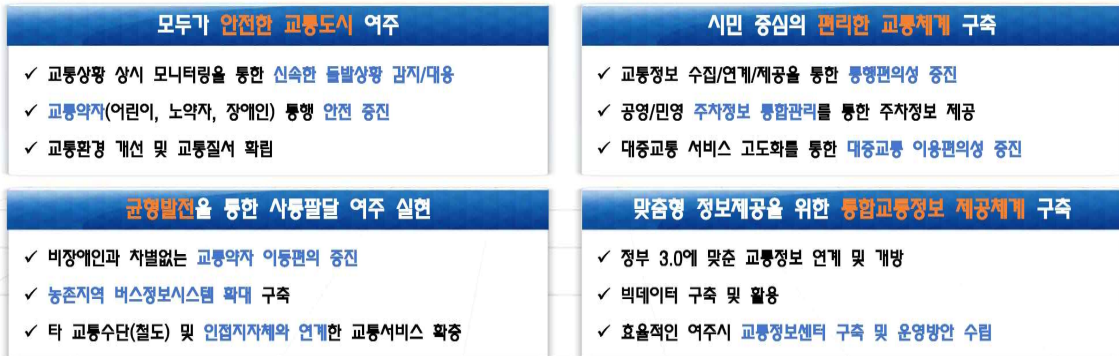 모두가 안전한 교통도시 여주
✓ 교통상황 상시 모니터링을 통한 신속한 돌발상황 감지/대응
✓ 교통약자(어린이, 노약자, 장애인) 통행 안전 증진
✓ 교통환경 개선 및 교통질서 확립
시민 중심의 편리한 교통체계 구축
✓ 교통정보 수집/연계/제공을 통한 통행편의성 증진
✓ 공영/민영 주차정보 통합관리를 통한 주차정보 제공
✓ 대중교통 서비스 고도화를 통한 대중교통 이용편의성 증진
균형발전을 통한 사통팔달 여주 실현
✓ 비장애인과 차별없는 교통약자 이동편의 증진
✓ 농촌지역 버스정보시스템 확대 구축
✓ 타 교통수단(철도) 및 인접지자체와 연계한 교통서비스 확충
맞춤형 정보제공을 위한 통합교통정보 제공체계 구축
✓ 정부 3.0에 맞춘 교통정보 연계 및 개방
✓ 빅데이터 구축 및 활용
✓ 효율적인 여주시 교통정보센터 구축 및 운영방안 수립